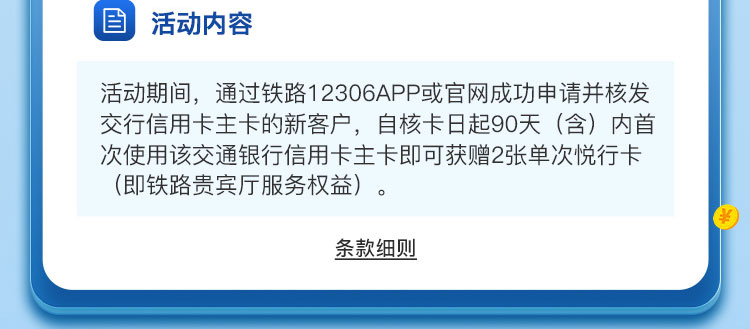 活动内容
活动期间，通过铁路12306APP或官网成功申请并核发
交行信用卡主卡的新客户，自核卡日起90天（含）内首
次使用该交通银行信用卡主卡即可获赠2张单次悦行卡
（即铁路贵宾厅服务权益）。
¥
条款细则